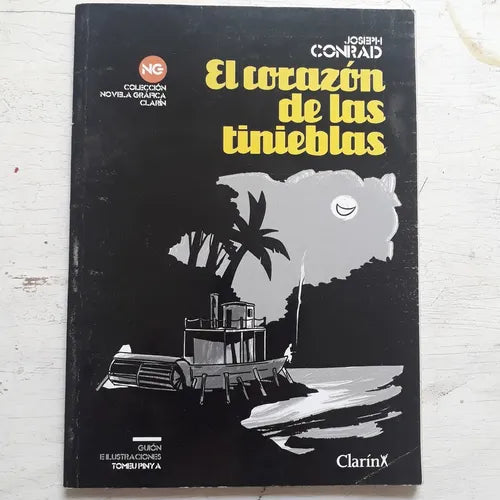 JOSEPH
CONRAD
NG
COLECCIÓN
NOVELA GRÁFICA
CLARÍN
El corazón
de las
tinieblas
GUIÓN
E ILUSTRACIONES
TOMEU PINYA
Clarín